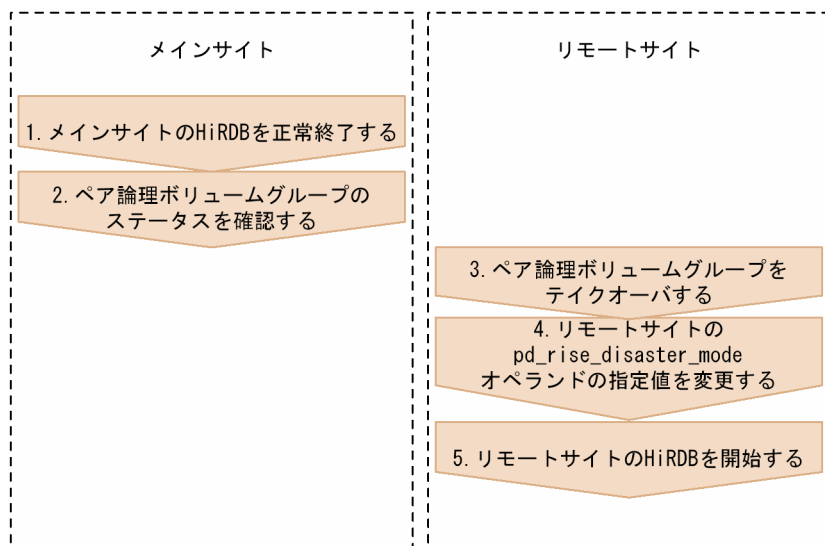 メインサイト
リモートサイト
1. メインサイトのHiRDBを正常終了する
2. ペア論理ボリュームグループの
ステータスを確認する
3. ペア論理ボリュームグループを
テイクオーバする
4. リモートサイトの
pd_rise_disaster_mode
オペランドの指定値を変更する
5. リモートサイトのHiRDBを開始する